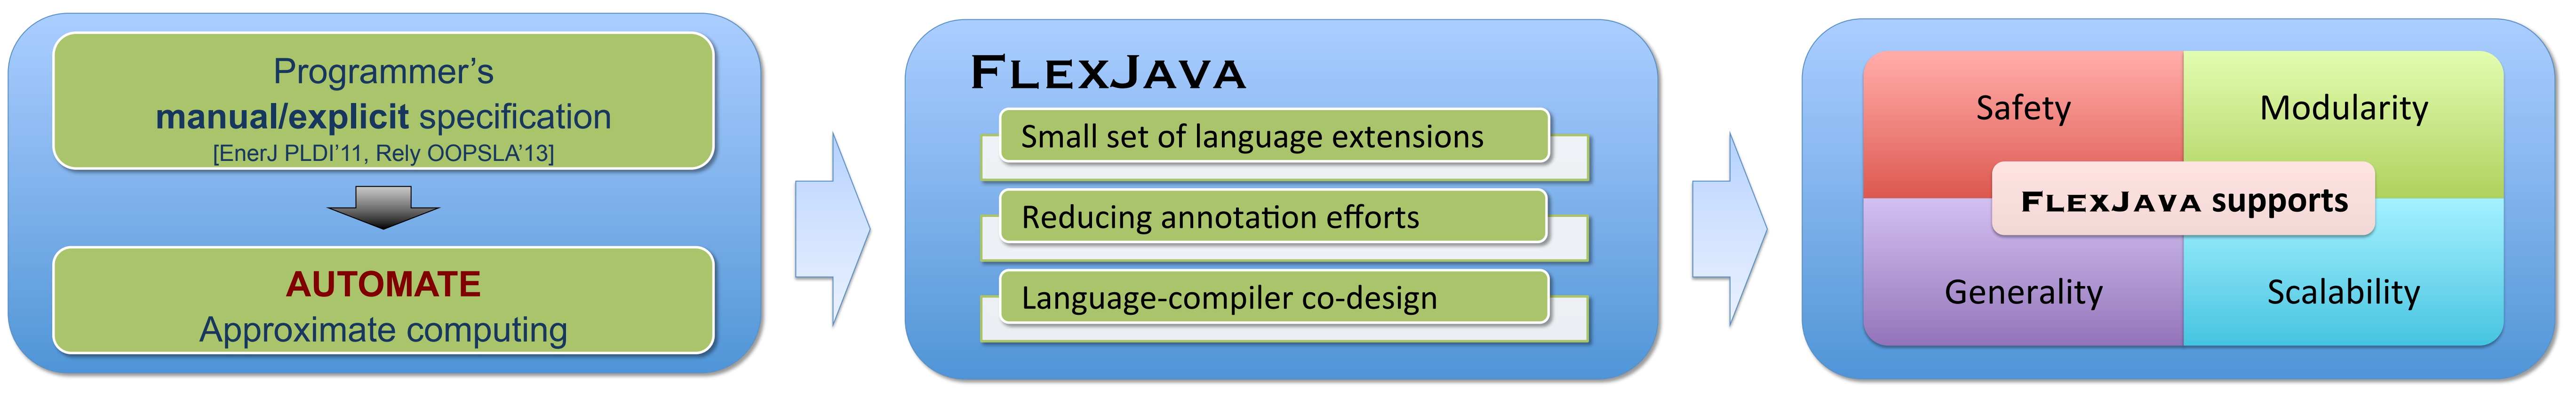 Programmer’s
manual/explicit specification
[EnerJ PLDI’11, Rely OOPSLA’13]
AUTOMATE
Approximate computing
FLEXJAVA
Small set of language extensions
Reducing annotation efforts
Language-compiler co-design
Safety
Modularity
FLEXJAVA supports
Generality
Scalability